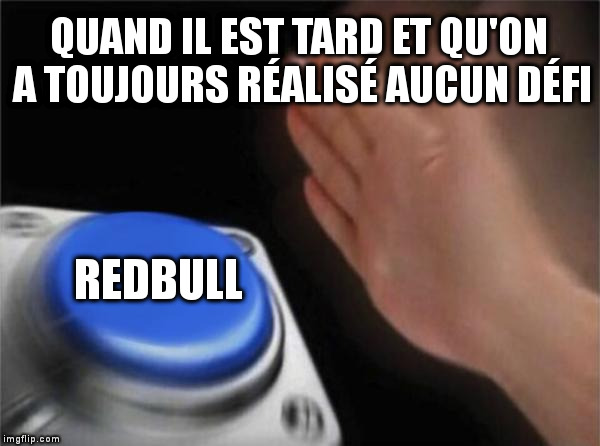 QUAND IL EST TARD ET QU'ON
A TOUJOURS RÉALISÉ AUCUN DÉFI
REDBULL
imgflip.com